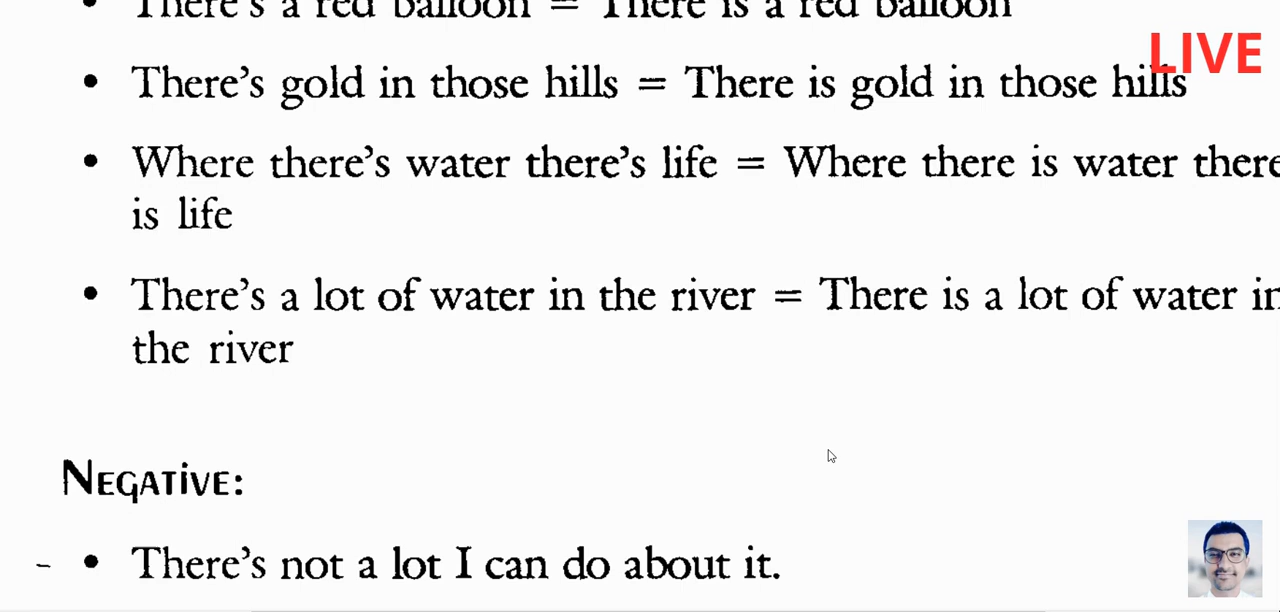 • There's a red balloon = There is a red balloon
LIVE
• There's gold in those hills = There is gold in those hills
• Where there's water there's life = Where there is water there
is life
• There's a lot of water in the river = There is a lot of water in
the river
NEGATIVE:
- • There's not a lot I can do about it.